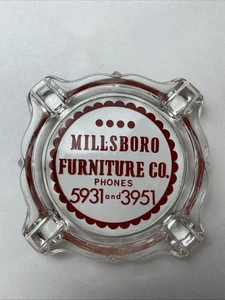 MILLSBORO
FURNITURE CO.
PHONES
5931 and 3951